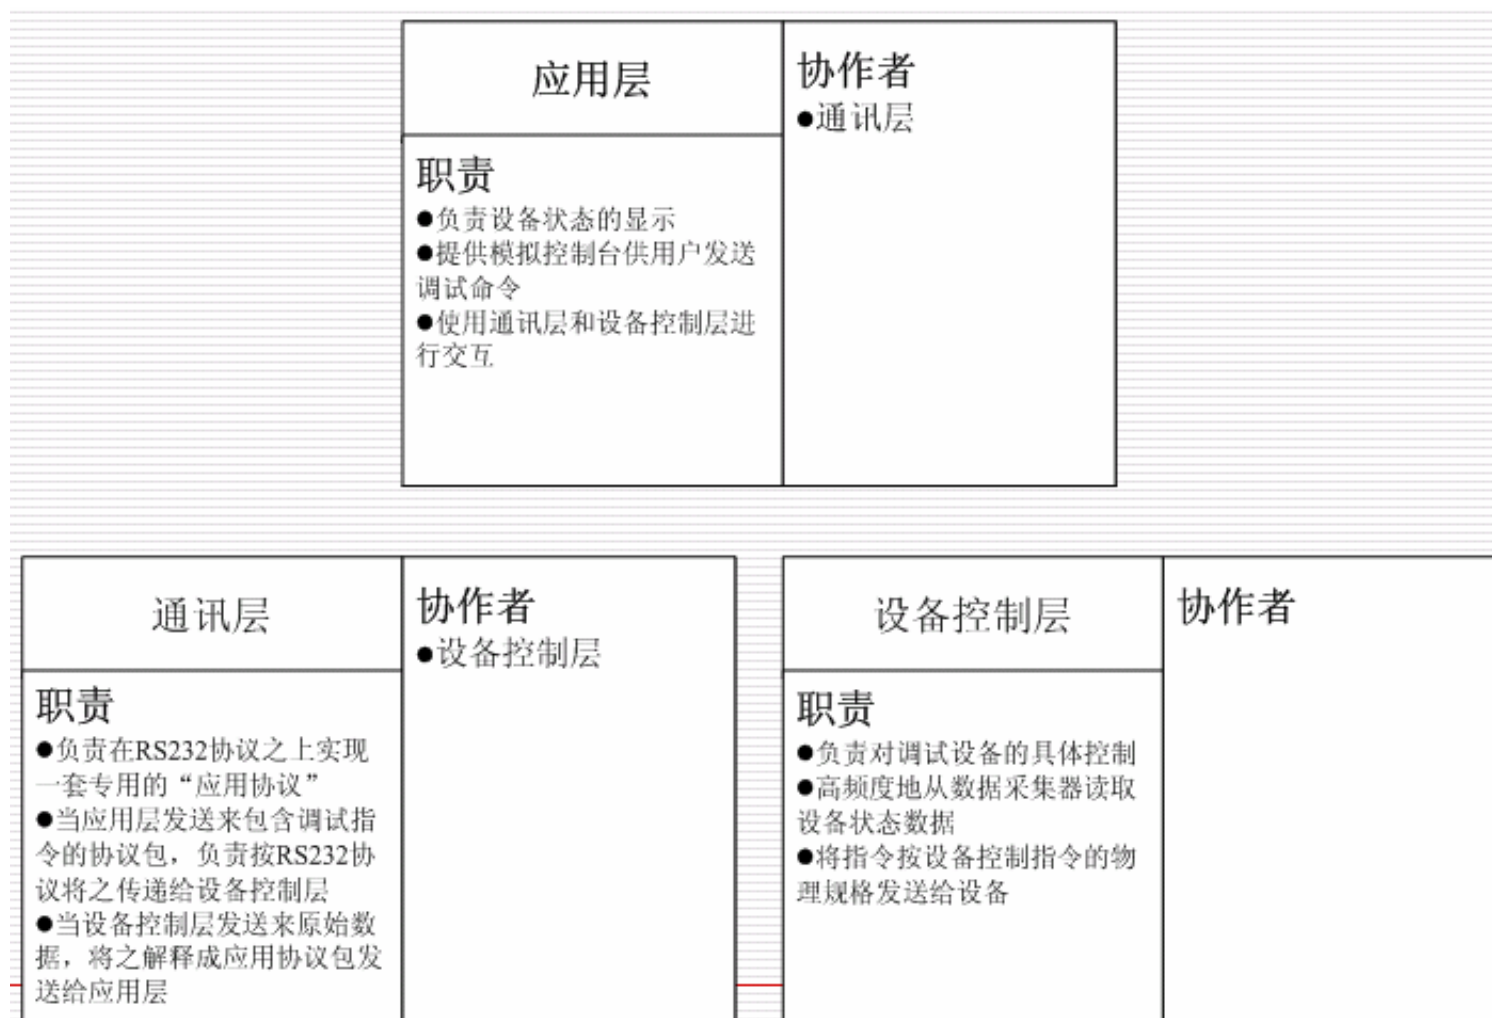 应用层
协作者
●通讯层
职责
●负责设备状态的显示
●提供模拟控制台供用户发送
调试命令
●使用通讯层和设备控制层进
行交互
通讯层
协作者
●设备控制层
职责
●负责在RS232协议之上实现
一套专用的“应用协议”
●当应用层发送来包含调试指
令的协议包，负责按RS232协
议将之传递给设备控制层
●当设备控制层发送来原始数
据，将之解释成应用协议包发
送给应用层
设备控制层
协作者
职责
●负责对调试设备的具体控制
●高频度地从数据采集器读取
设备状态数据
●将指令按设备控制指令的物
理规格发送给设备